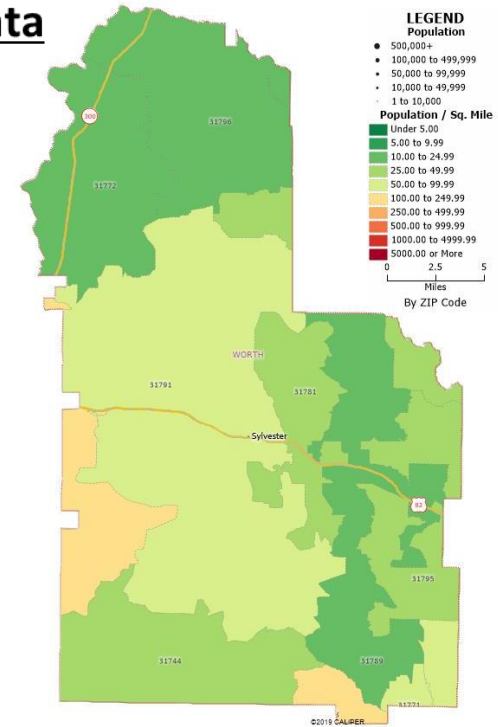 ata
LEGEND
Population
500,000+
100,000 to 499,999
50,000 to 99,999
10,000 to 49,999
1 to 10,000
Population / Sq. Mile
Under 5.00
5.00 to 9.99
10.00 to 24.99
25.00 to 49.99
50.00 to 99.99
100.00 to 249.99
250.00 to 499.99
500.00 to 999.99
1000.00 to 4999.99
5000.00 or More
0 2.5 5
Miles
By ZIP Code
300
31796
31772
WORTH
31791
31781
Sylvester
82
31795
31744
31789
31771
©2019 CALIPER